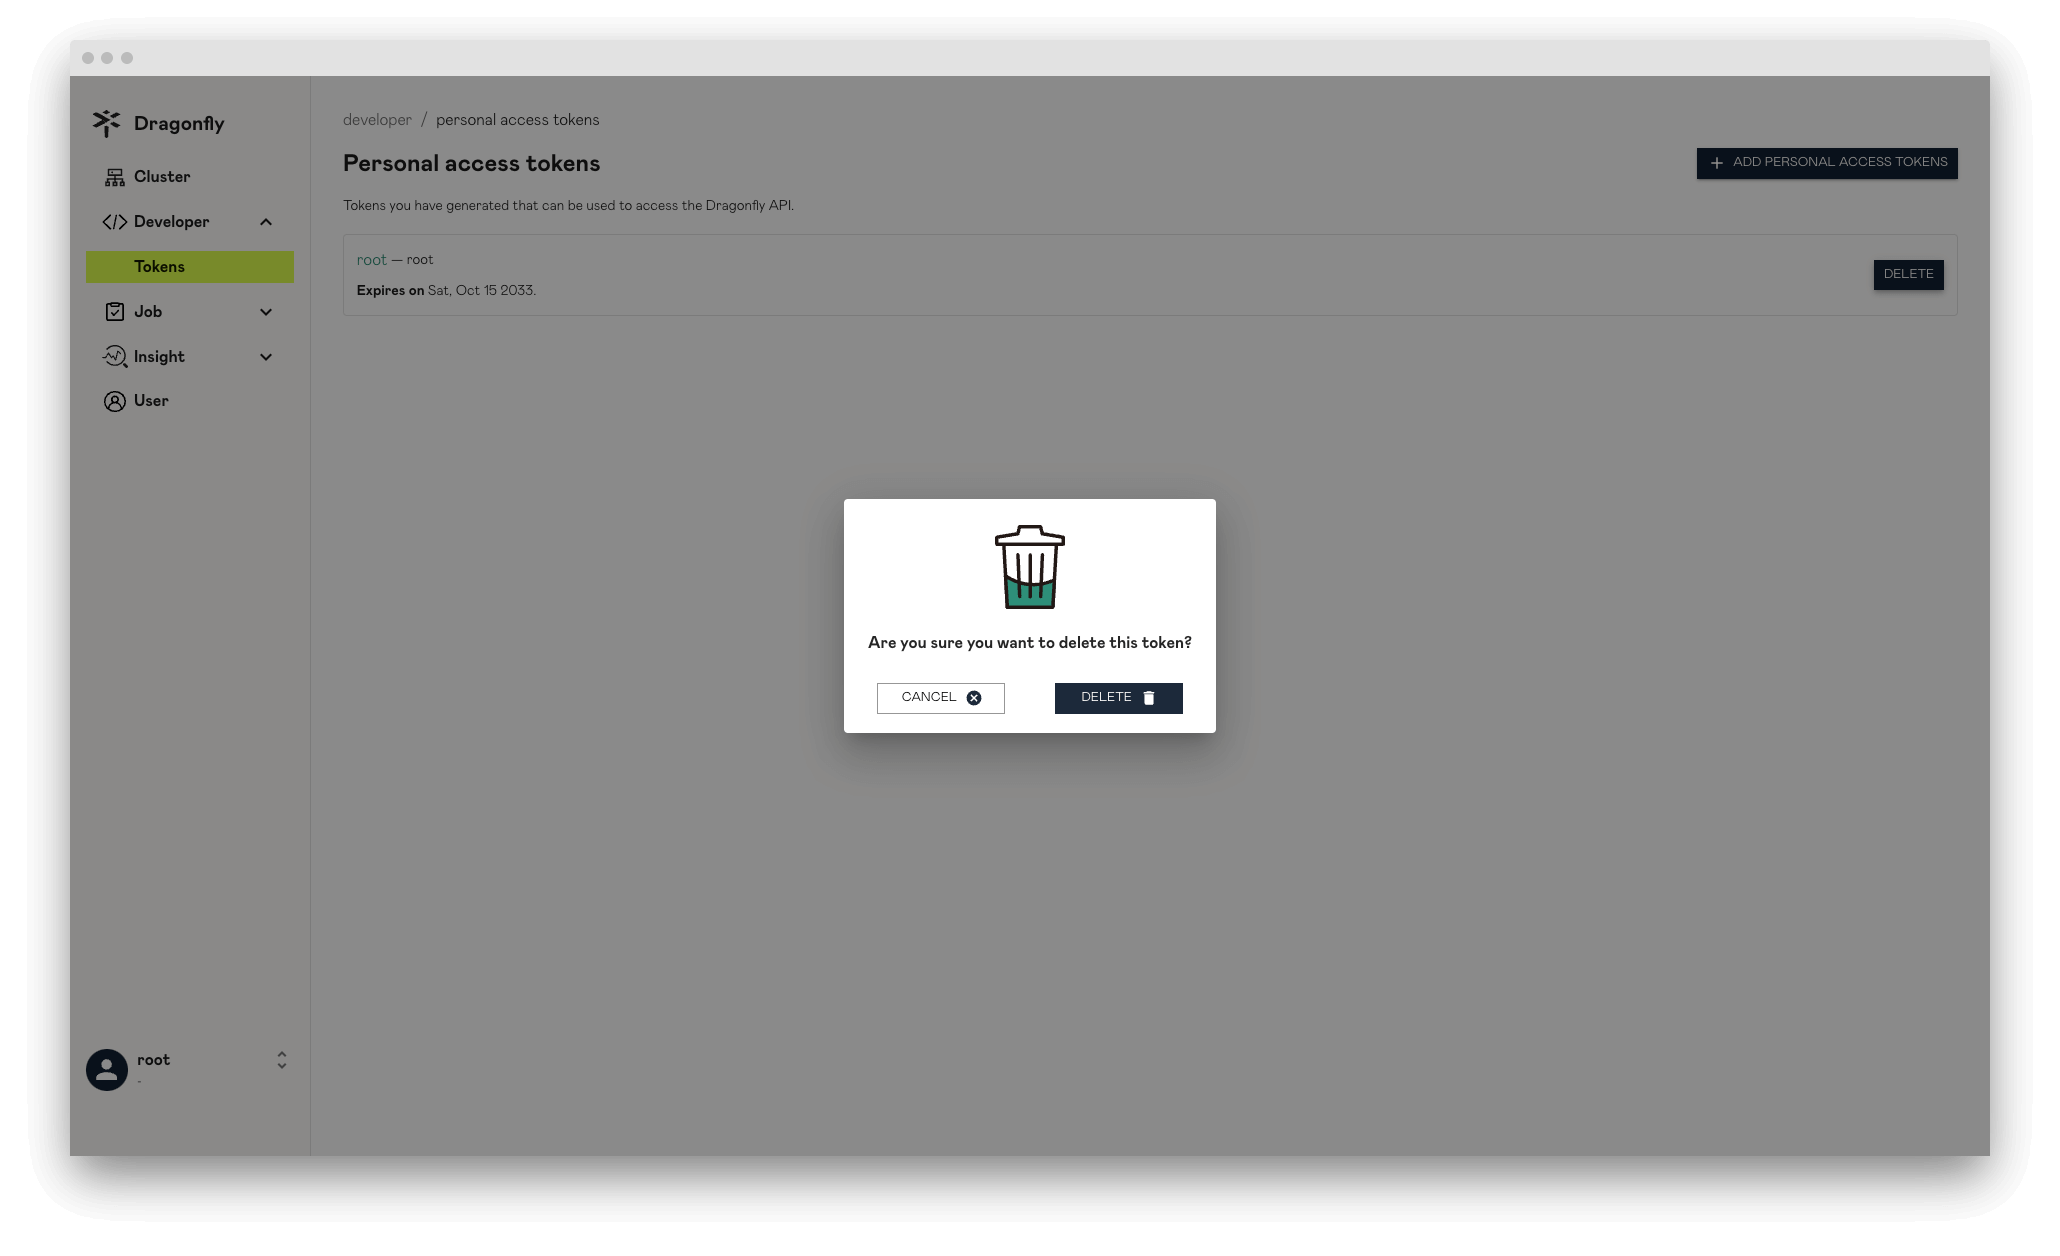 Dragonfly
Cluster
Developer
Tokens
Job
Insight
User
root
-
developer / personal access tokens
Personal access tokens
ADD PERSONAL ACCESS TOKENS
Tokens you have generated that can be used to access the Dragonfly API.
root — root
Expires on Sat, Oct 15 2033.
DELETE
Are you sure you want to delete this token?
CANCEL
DELETE